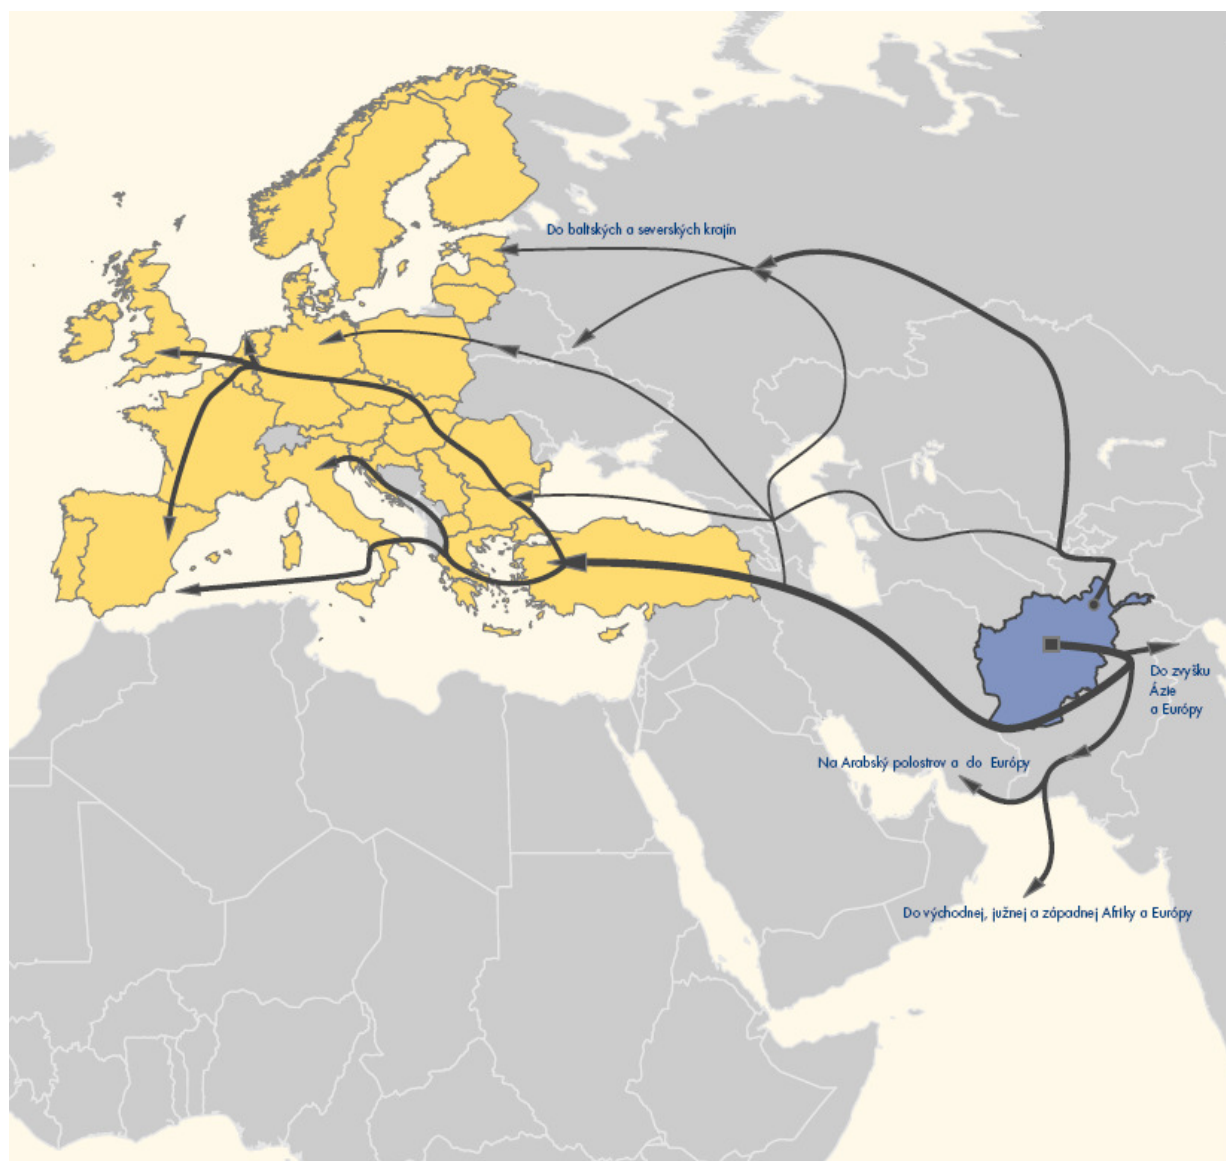 Do baltských a severských krajín
Do zvyšku
Ázie
a Európy
Na Arabský polostrov a do Európy
Do východnej, južnej a západnej Afriky a Európy